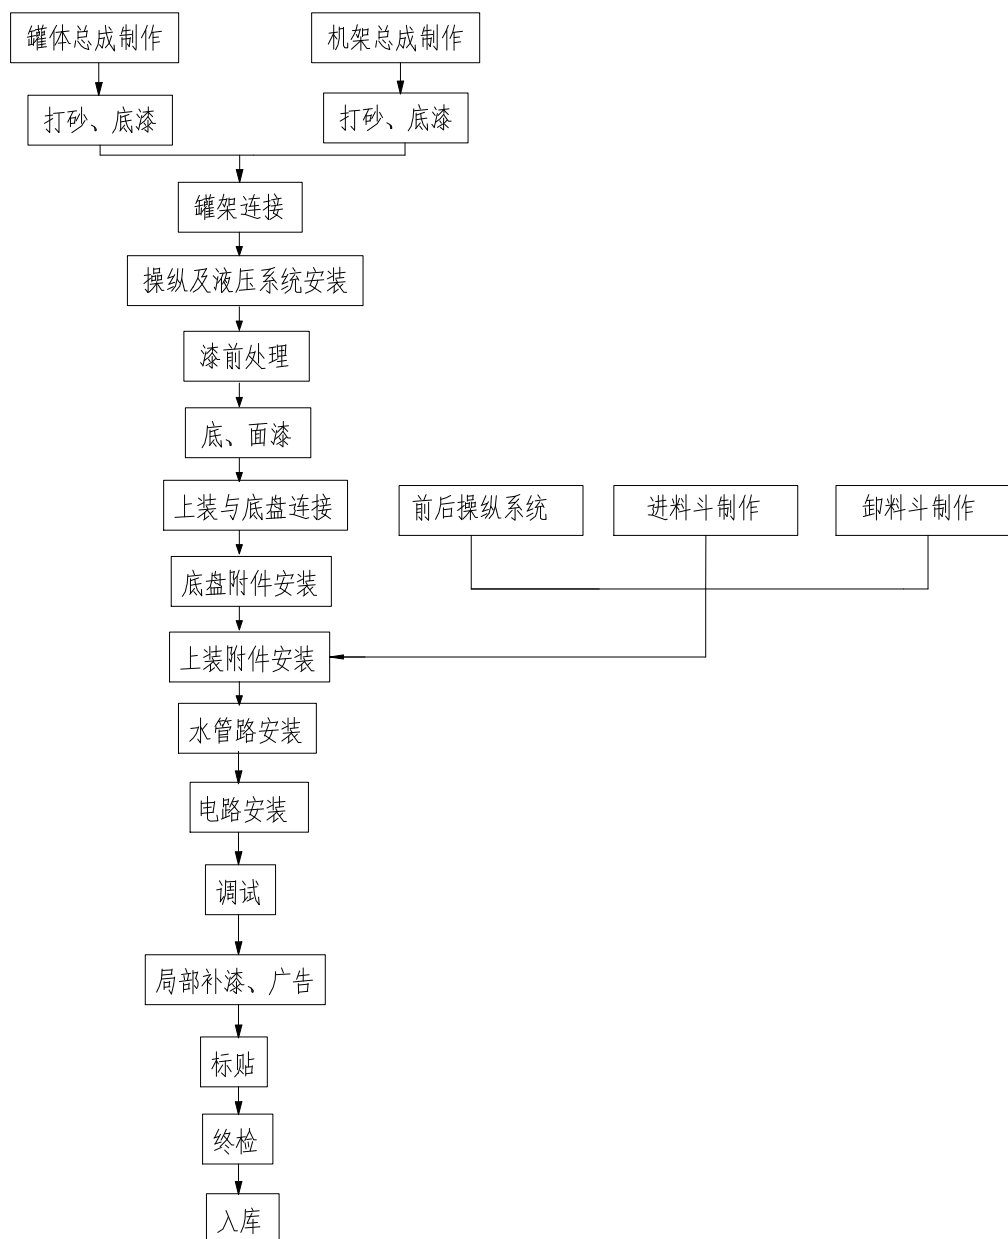 罐体总成制作
机架总成制作
打砂、底漆
打砂、底漆
罐架连接
操纵及液压系统安装
漆前处理
底、面漆
上装与底盘连接
前后操纵系统
进料斗制作
卸料斗制作
底盘附件安装
上装附件安装
水管路安装
电路安装
调试
局部补漆、广告
标贴
终检
入库